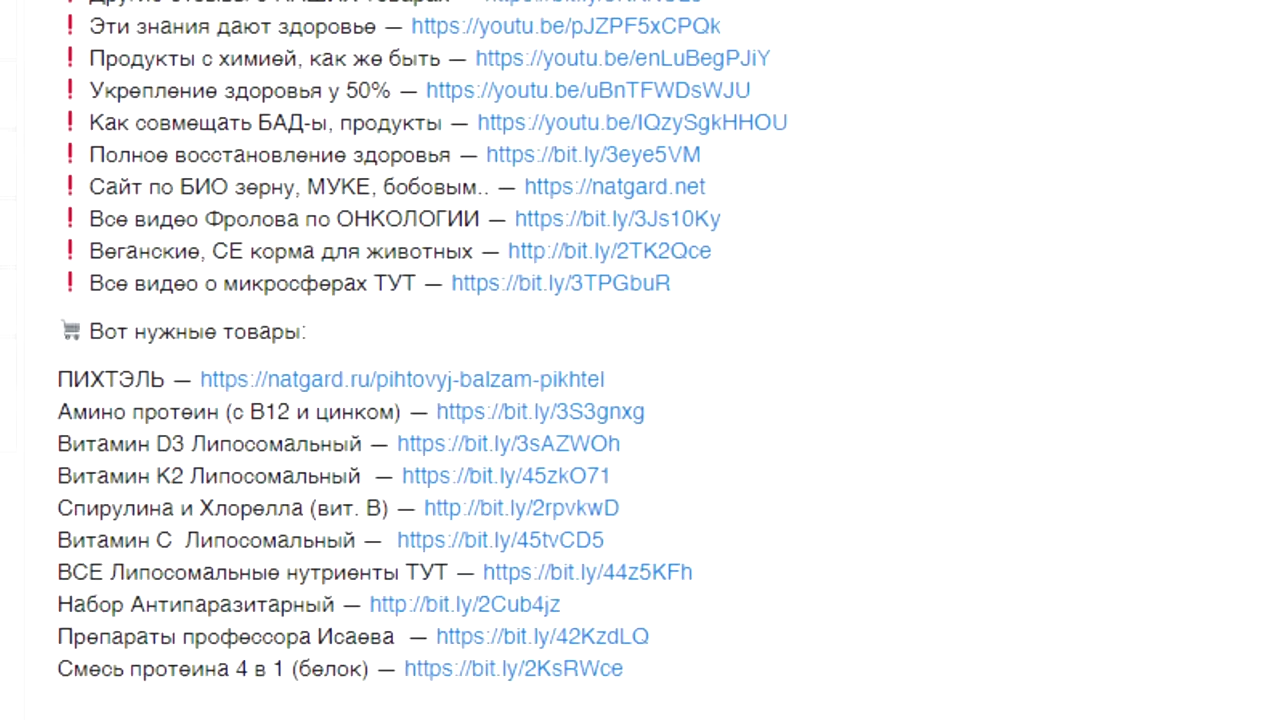 ❗ Эти знания дают здоровье — https://youtu.be/pJZPF5xCPQk
❗ Продукты с химией, как же быть — https://youtu.be/enLuBegPJiY
❗ Укрепление здоровья у 50% — https://youtu.be/uBnTFWDsWJU
❗ Как совмещать БАД-ы, продукты — https://youtu.be/IQzySgkHHOU
❗ Полное восстановление здоровья — https://bit.ly/3eye5VM
❗ Сайт по БИО зерну, МУКЕ, бобовым.. — https://natgard.net
❗ Все видео Фролова по ОНКОЛОГИИ — https://bit.ly/3Js10Ky
❗ Веганские, СЕ корма для животных — http://bit.ly/2TK2Qce
❗ Все видео о микросферах ТУТ — https://bit.ly/3TPGbuR
🛒 Вот нужные товары:
ПИХТЭЛЬ — https://natgard.ru/pihtovyj-balzam-pikhtel
Амино протеин (с В12 и цинком) — https://bit.ly/3S3gnxg
Витамин D3 Липосомальный — https://bit.ly/3sAZWOh
Витамин К2 Липосомальный — https://bit.ly/45zkO71
Спирулина и Хлорелла (вит. В) — http://bit.ly/2rpvkwD
Витамин С Липосомальный — https://bit.ly/45tvCD5
ВСЕ Липосомальные нутриенты ТУТ — https://bit.ly/44z5KFh
Набор Антипаразитарный — http://bit.ly/2Cub4jz
Препараты профессора Исаева — https://bit.ly/42KzdLQ
Смесь протеина 4 в 1 (белок) — https://bit.ly/2KsRWce